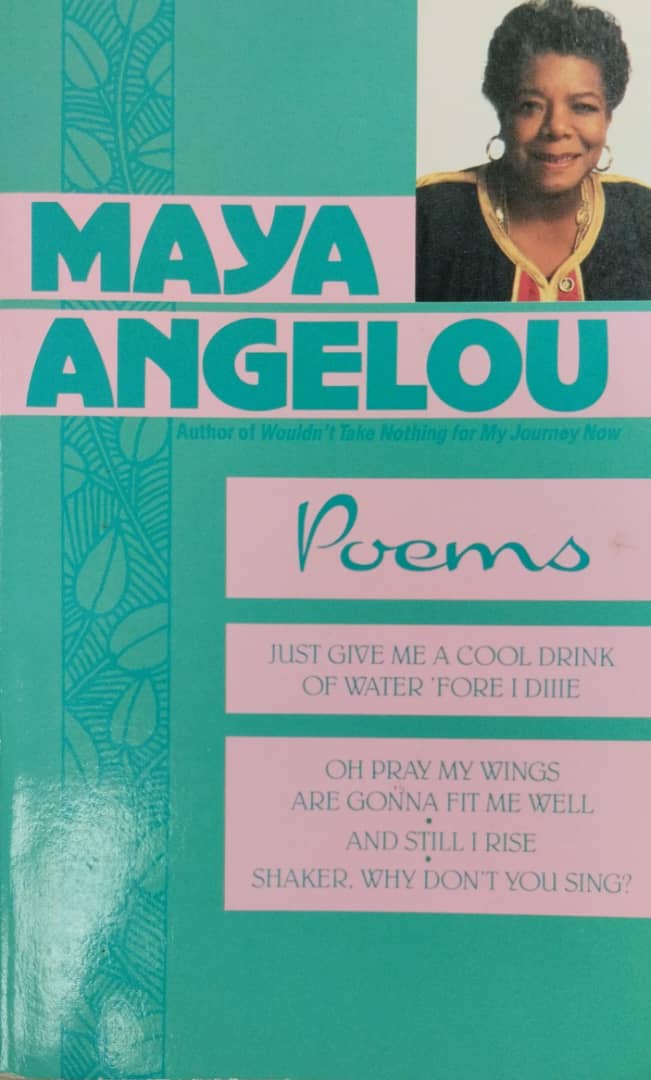 MAYA
ANGELOU
Author of Wouldn't Take Nothing for My Journey Now
Poems
JUST GIVE ME A COOL DRINK
OF WATER 'FORE I DIIIE
OH PRAY MY WINGS
ARE GONNA FIT ME WELL
•
AND STILL I RISE
•
SHAKER, WHY DON'T YOU SING?